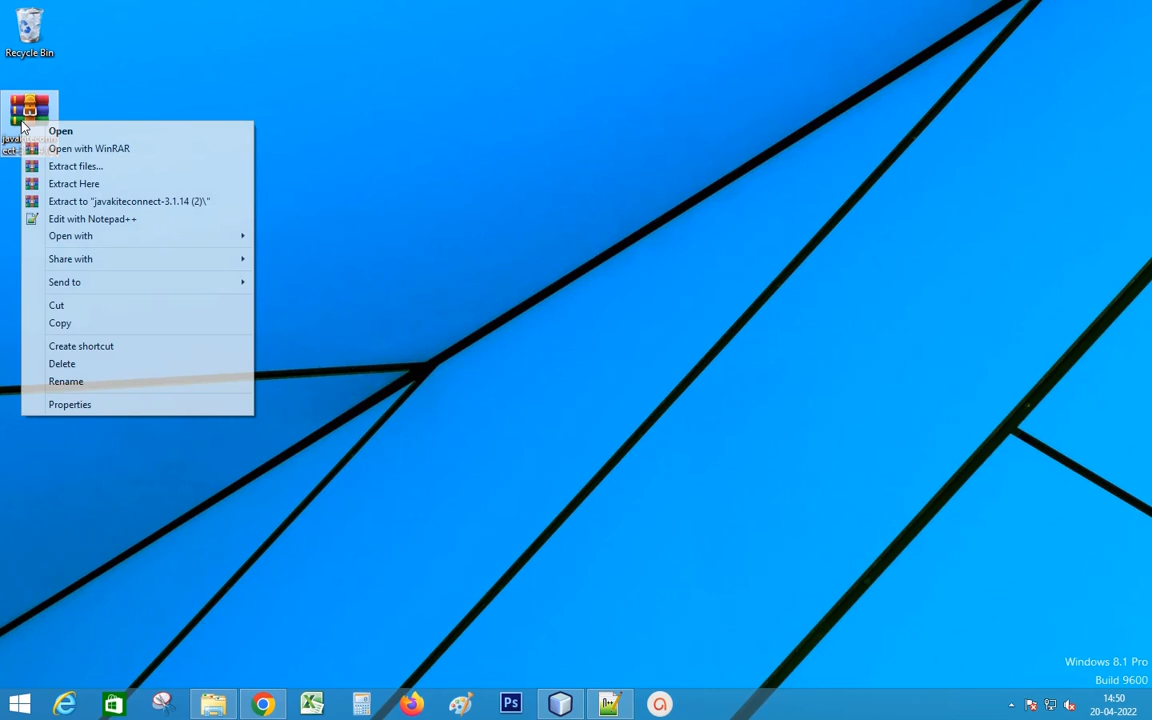 Recycle Bin
Open
Open with WinRAR
Extract files...
Extract Here
Extract to "javakiteconnect-3.1.14 (2)\"
Edit with Notepad++
Open with
Share with
Send to
Cut
Copy
Create shortcut
Delete
Rename
Properties
Windows 8.1 Pro
Build 9600
14:50
20-04-2022